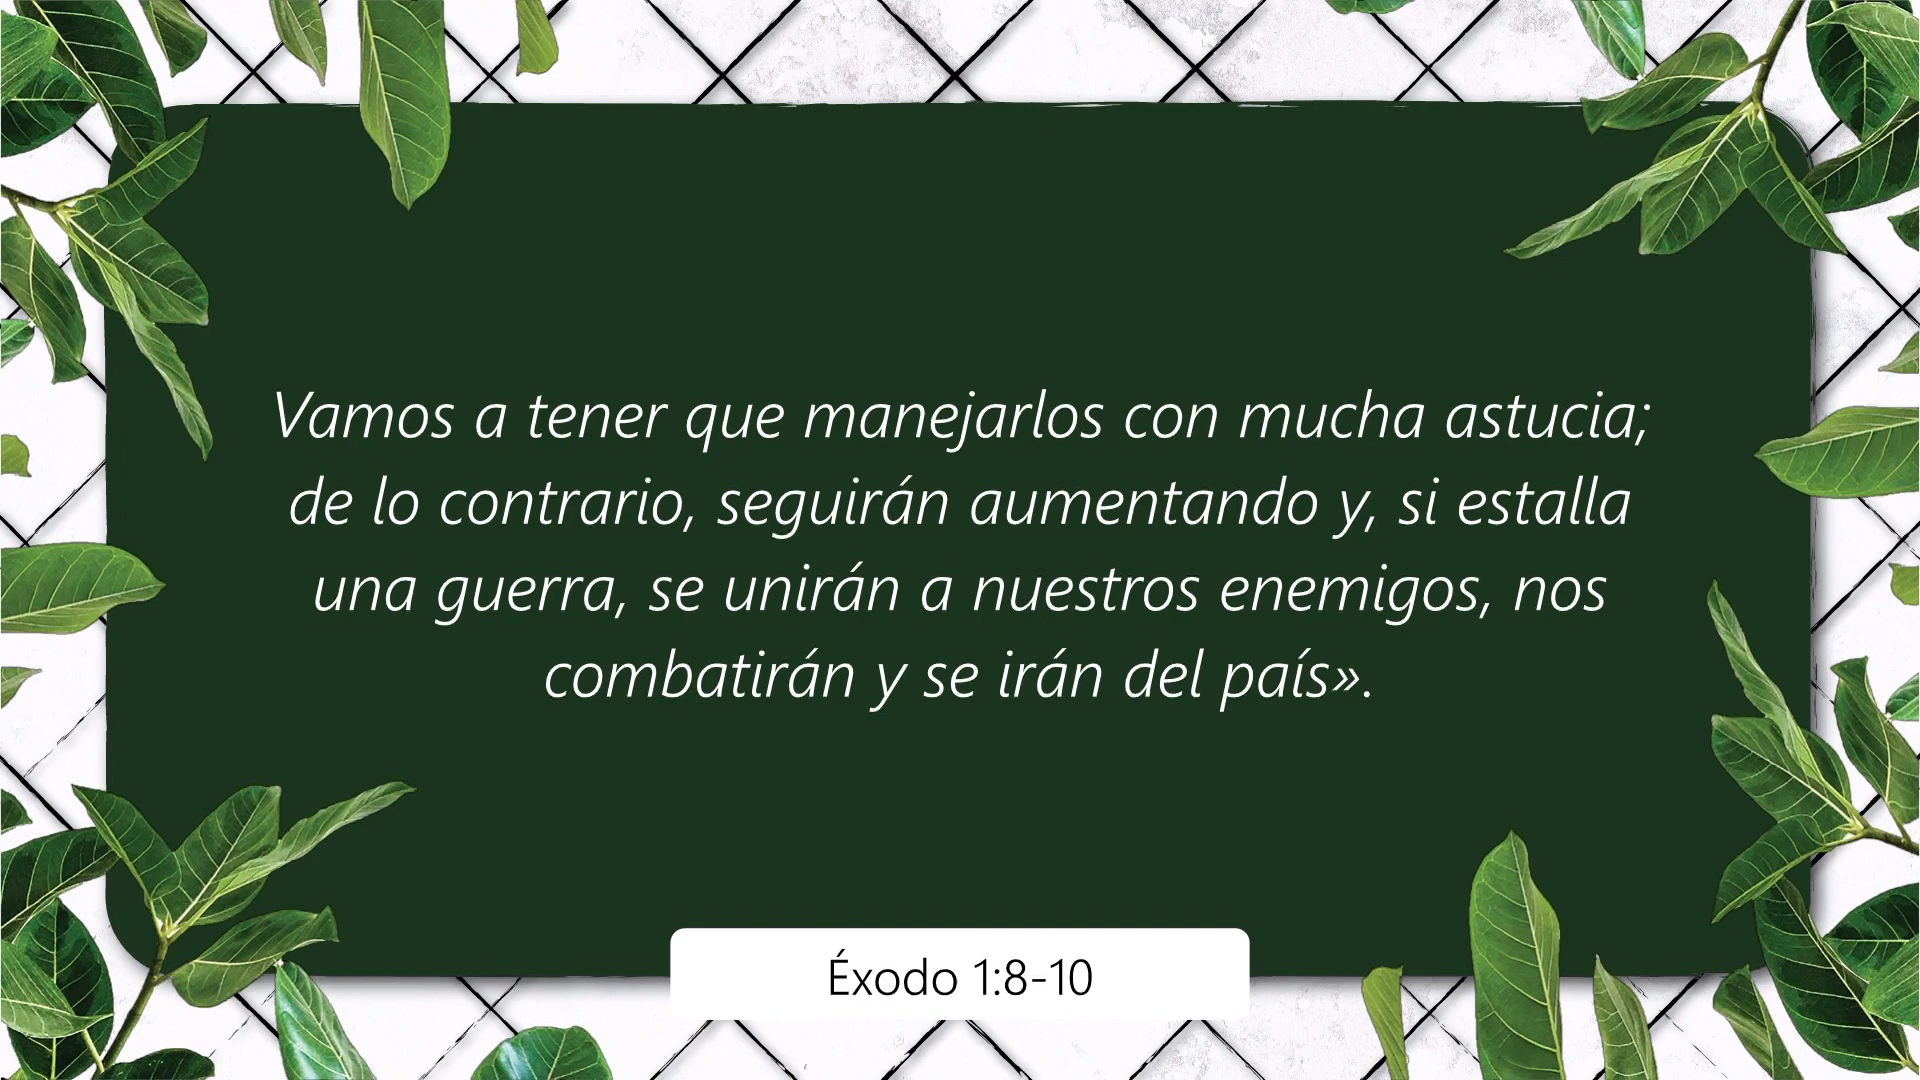 Vamos a tener que manejarlos con mucha astucia;
de lo contrario, seguirán aumentando y, si estalla
una guerra, se unirán a nuestros enemigos, nos
combatirán y se irán del país».
Éxodo 1:8-10